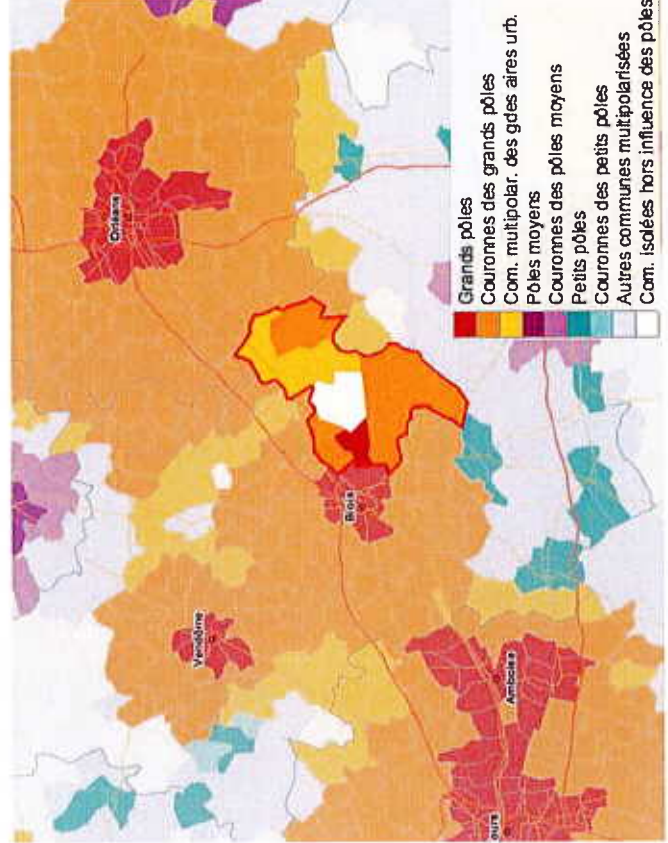 Orléans
Vendôme
Blois
Amboise
ours
Grands pôles
Couronnes des grands pôles
Com. multipolar. des gdes aires urb.
Pôles moyens
Couronnes des pôles moyens
Petits pôles
Couronnes des petits pôles
Autres communes multipolarisées
Com. isolées hors influence des pôles